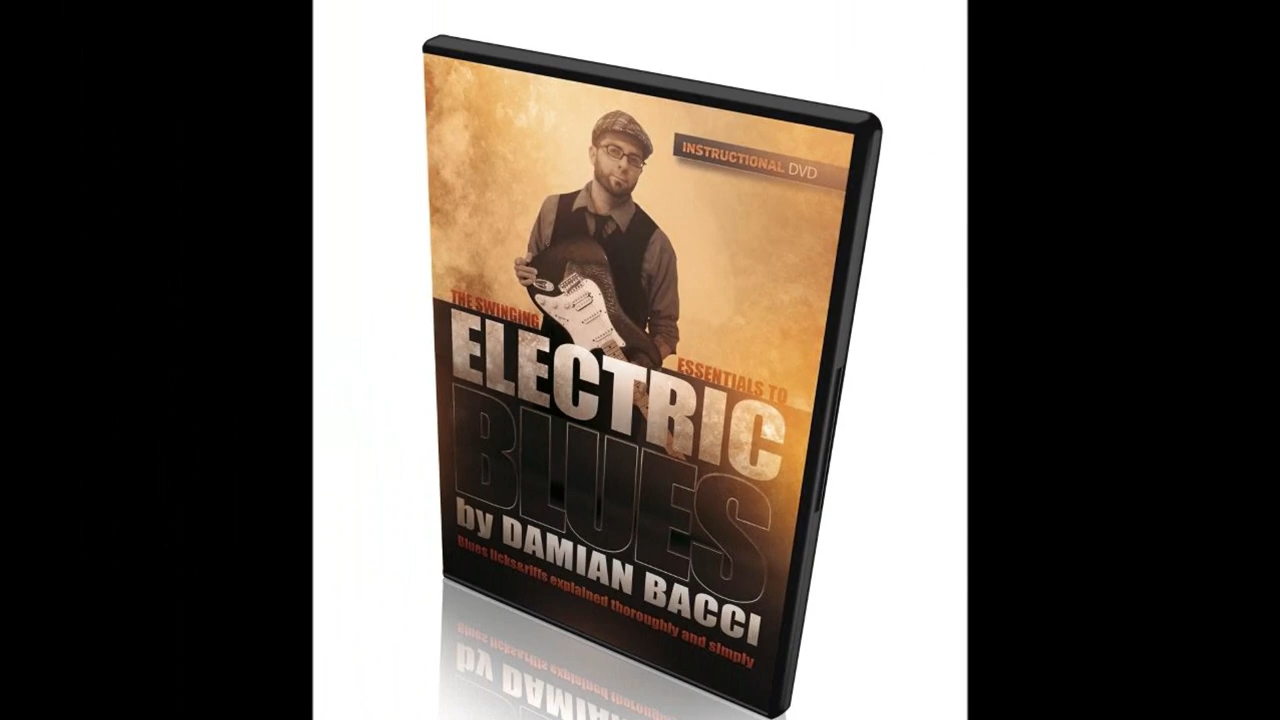 INSTRUCTIONAL DVD
THE SWINGING
ESSENTIALS TO
ELECTRIC
BLUES
by DAMIAN BACCI
Blues licks&riffs explained thoroughly and simply